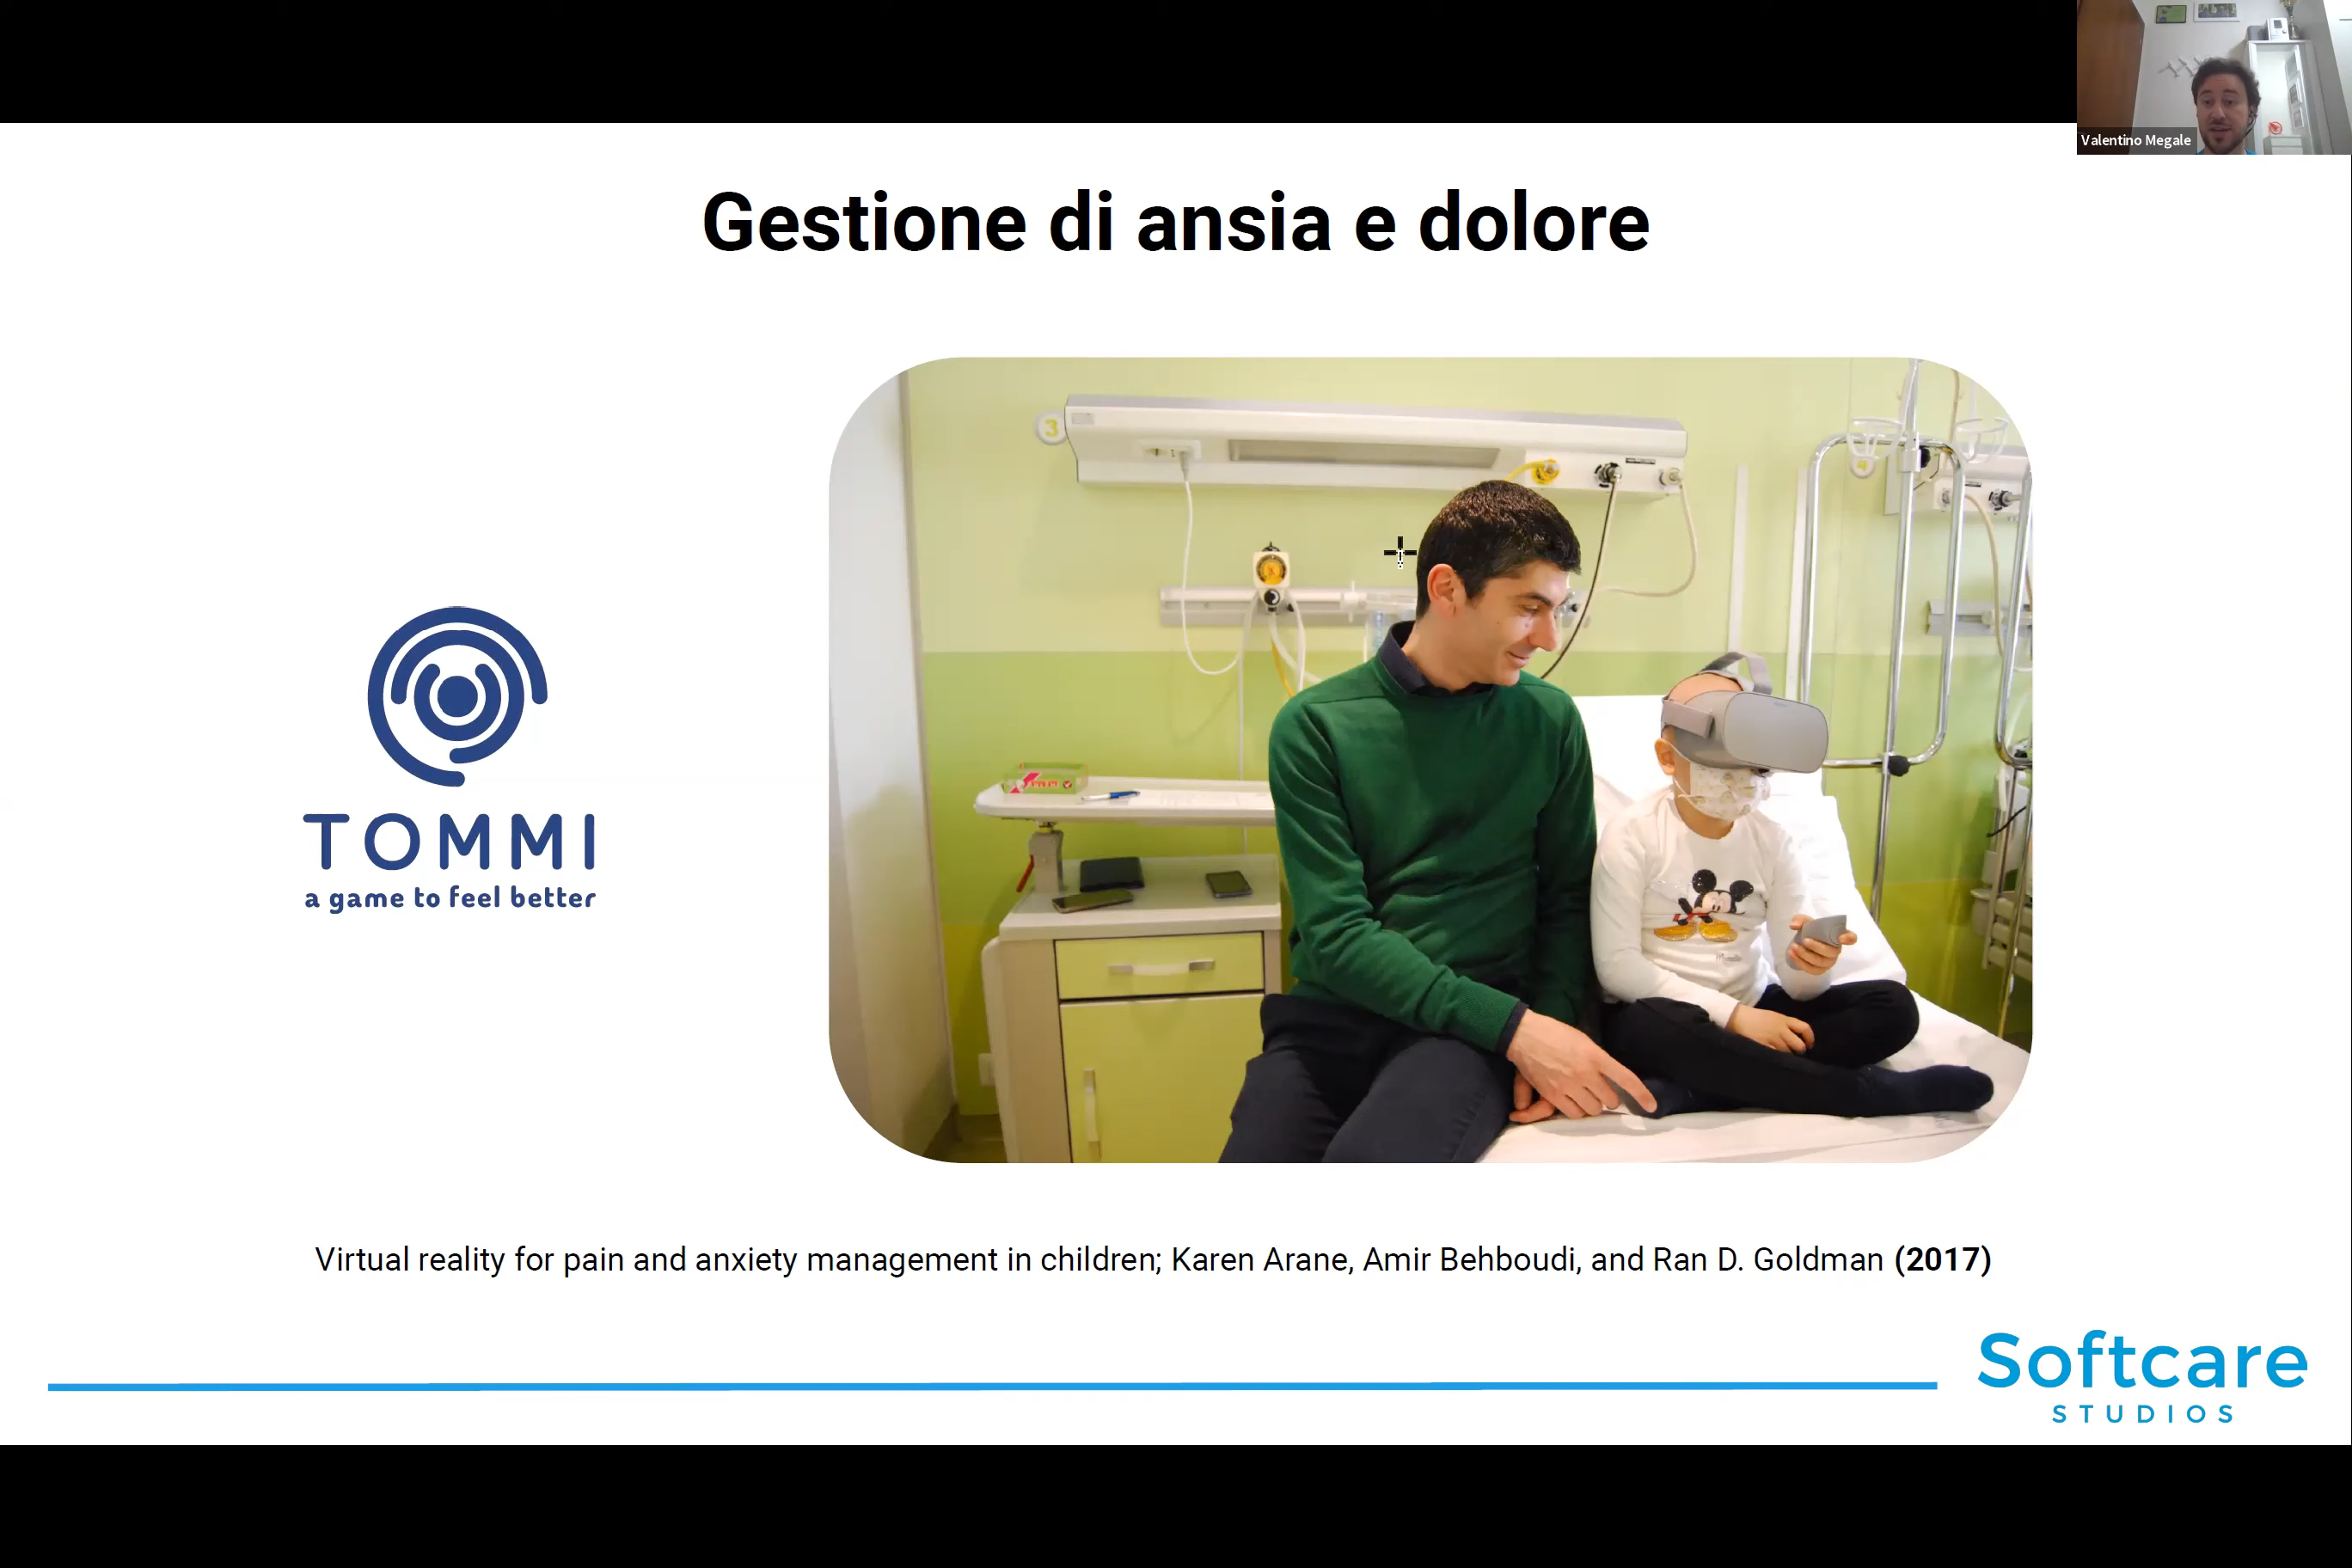 Valentino Megale
Gestione di ansia e dolore
3
TOMMI
a game to feel better
Virtual reality for pain and anxiety management in children; Karen Arane, Amir Behboudi, and Ran D. Goldman (2017)
Softcare
STUDIOS